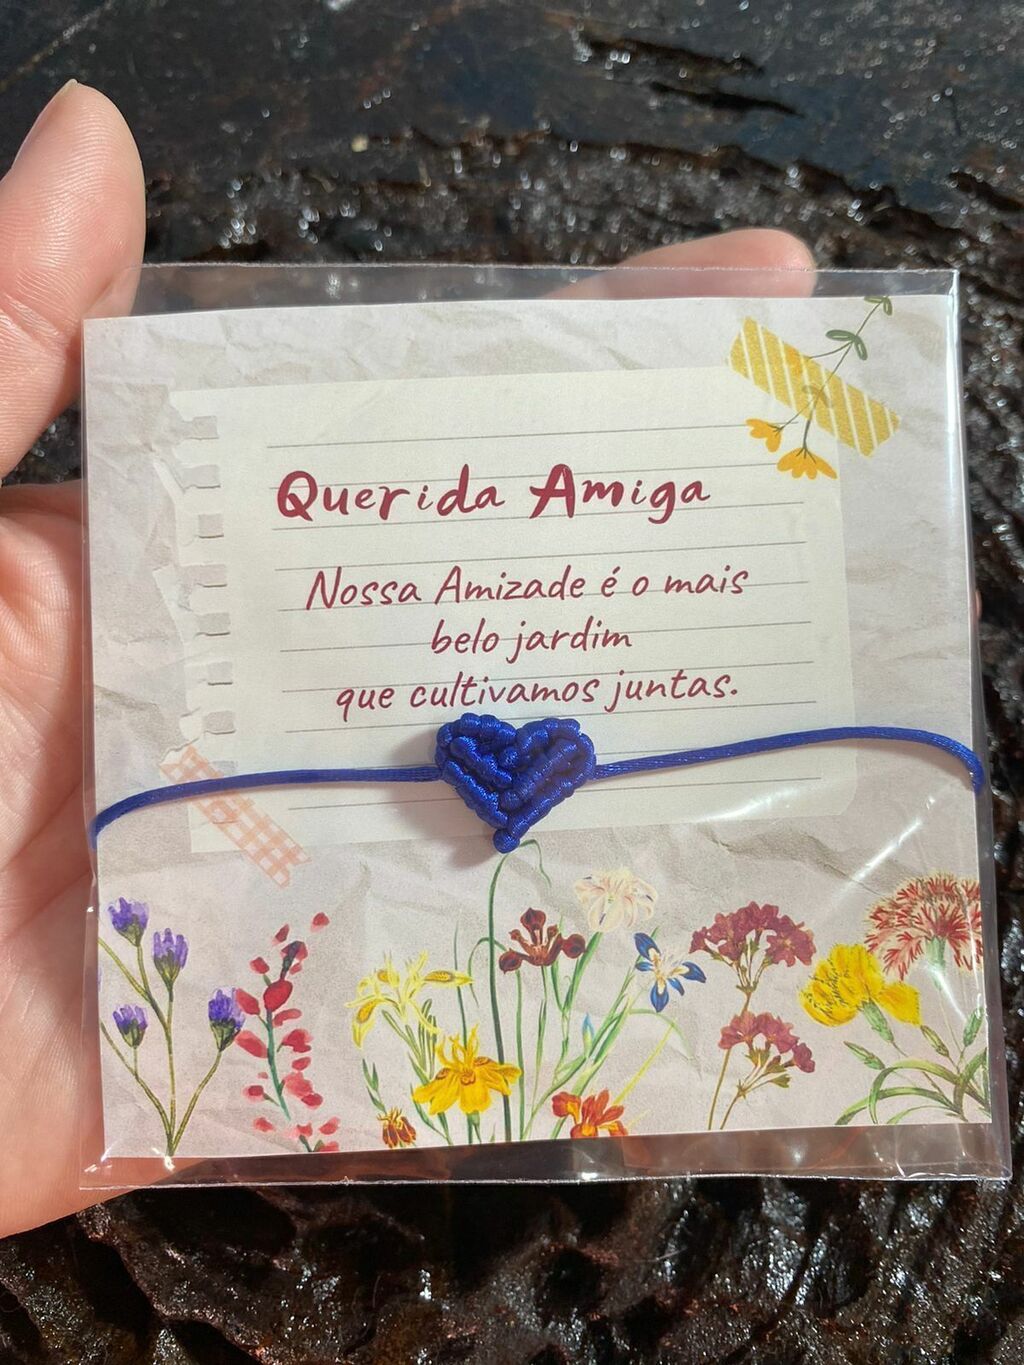 Querida Amiga
Nossa Amizade é o mais
belo jardim
que cultivamos juntas.